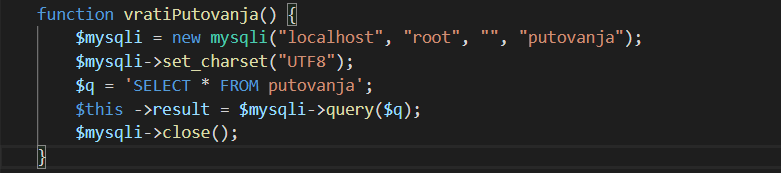 function vratiPutovanja() {
$mysqli = new mysqli("localhost", "root", "", "putovanja");
$mysqli->set_charset("UTF8");
$q = 'SELECT * FROM putovanja';
$this ->result = $mysqli->query($q);
$mysqli->close();
}